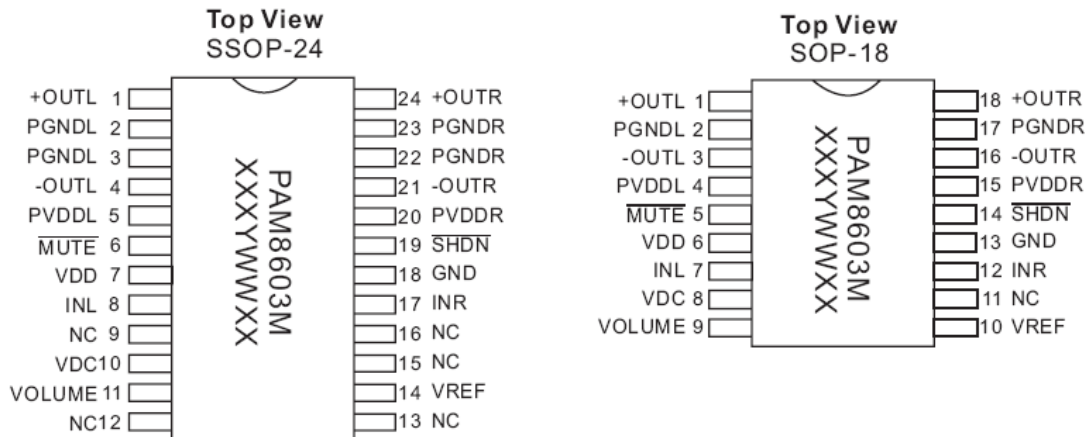 Top View
SSOP-24
+OUTL 1
PGNDL 2
PGNDL 3
-OUTL 4
PVDDL 5
MUTE 6
VDD 7
INL 8
NC 9
VDC10
VOLUME 11
NC12
PAM8603M
XXXYWWXX
24 +OUTR
23 PGNDR
22 PGNDR
21 -OUTR
20 PVDDR
19 SHDN
18 GND
17 INR
16 NC
15 NC
14 VREF
13 NC
Top View
SOP-18
+OUTL 1
PGNDL 2
-OUTL 3
PVDDL 4
MUTE 5
VDD 6
INL 7
VDC 8
VOLUME 9
PAM8603M
XXXYWWXX
18 +OUTR
17 PGNDR
16 -OUTR
15 PVDDR
14 SHDN
13 GND
12 INR
11 NC
10 VREF